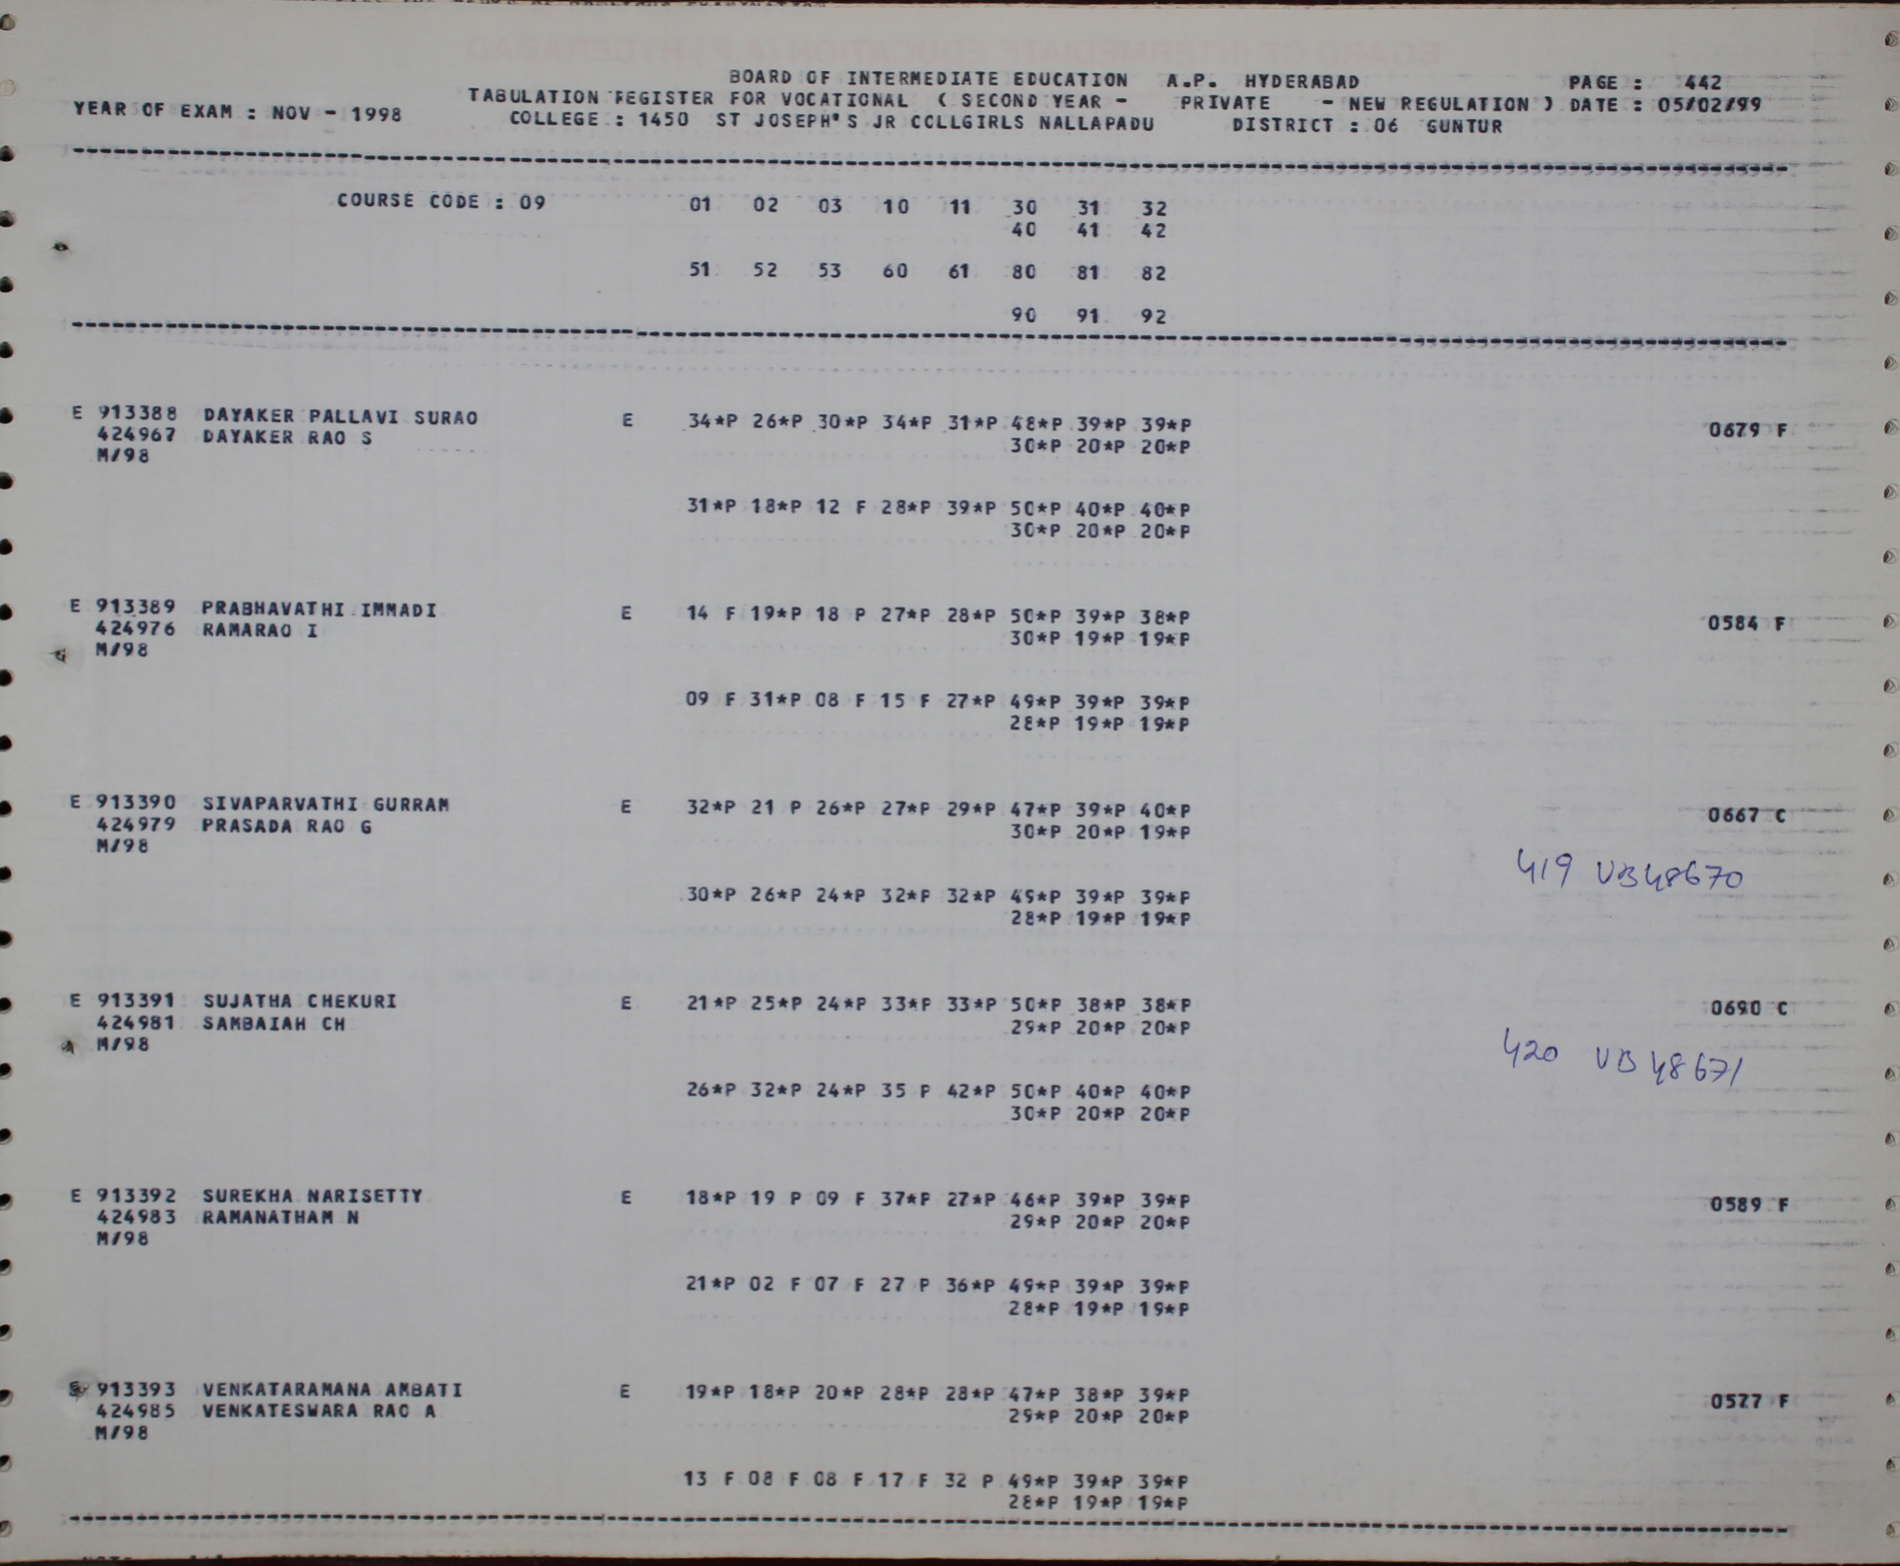 BOARD OF INTERMEDIATE EDUCATION A.P. HYDERABAD PAGE : 442
YEAR OF EXAM : NOV - 1998 TABULATION REGISTER FOR VOCATIONAL ( SECOND YEAR - PRIVATE - NEW REGULATION ) DATE : 05/02/99
COLLEGE : 1450 ST JOSEPH'S JR COLLGIRLS NALLAPADU DISTRICT : 06 GUNTUR
COURSE CODE : 09 01 02 03 10 11 30 31 32
40 41 42
51 52 53 60 61 80 81 82
90 91 92
E 913388 DAYAKER PALLAVI SURAO E 34*P 26*P 30*P 34*P 31*P 48*P 39*P 39*P 0679 F
424967 DAYAKER RAO S 30*P 20*P 20*P
M/98
31*P 18*P 12 F 28*P 39*P 50*P 40*P 40*P
30*P 20*P 20*P
E 913389 PRABHAVATHI IMMADI E 14 F 19*P 18 P 27*P 28*P 50*P 39*P 38*P 0584 F
424976 RAMARAO I 30*P 19*P 19*P
M/98
09 F 31*P 08 F 15 F 27*P 49*P 39*P 39*P
28*P 19*P 19*P
E 913390 SIVAPARVATHI GURRAM E 32*P 21 P 26*P 27*P 29*P 47*P 39*P 40*P 0667 C
424979 PRASADA RAO G 30*P 20*P 19*P
M/98
419 VB48670
30*P 26*P 24*P 32*P 32*P 49*P 39*P 39*P
28*P 19*P 19*P
E 913391 SUJATHA CHEKURI E 21*P 25*P 24*P 33*P 33*P 50*P 38*P 38*P 0690 C
424981 SAMBAIAH CH 29*P 20*P 20*P
M/98
420 VB48671
26*P 32*P 24*P 35 P 42*P 50*P 40*P 40*P
30*P 20*P 20*P
E 913392 SUREKHA NARISETTY E 18*P 19 P 09 F 37*P 27*P 46*P 39*P 39*P 0589 F
424983 RAMANATHAM N 29*P 20*P 20*P
M/98
21*P 02 F 07 F 27 P 36*P 49*P 39*P 39*P
28*P 19*P 19*P
E 913393 VENKATARAMANA AMBATI E 19*P 18*P 20*P 28*P 28*P 47*P 38*P 39*P 0577 F
424985 VENKATESWARA RAO A 29*P 20*P 20*P
M/98
13 F 08 F 08 F 17 F 32 P 49*P 39*P 39*P
28*P 19*P 19*P